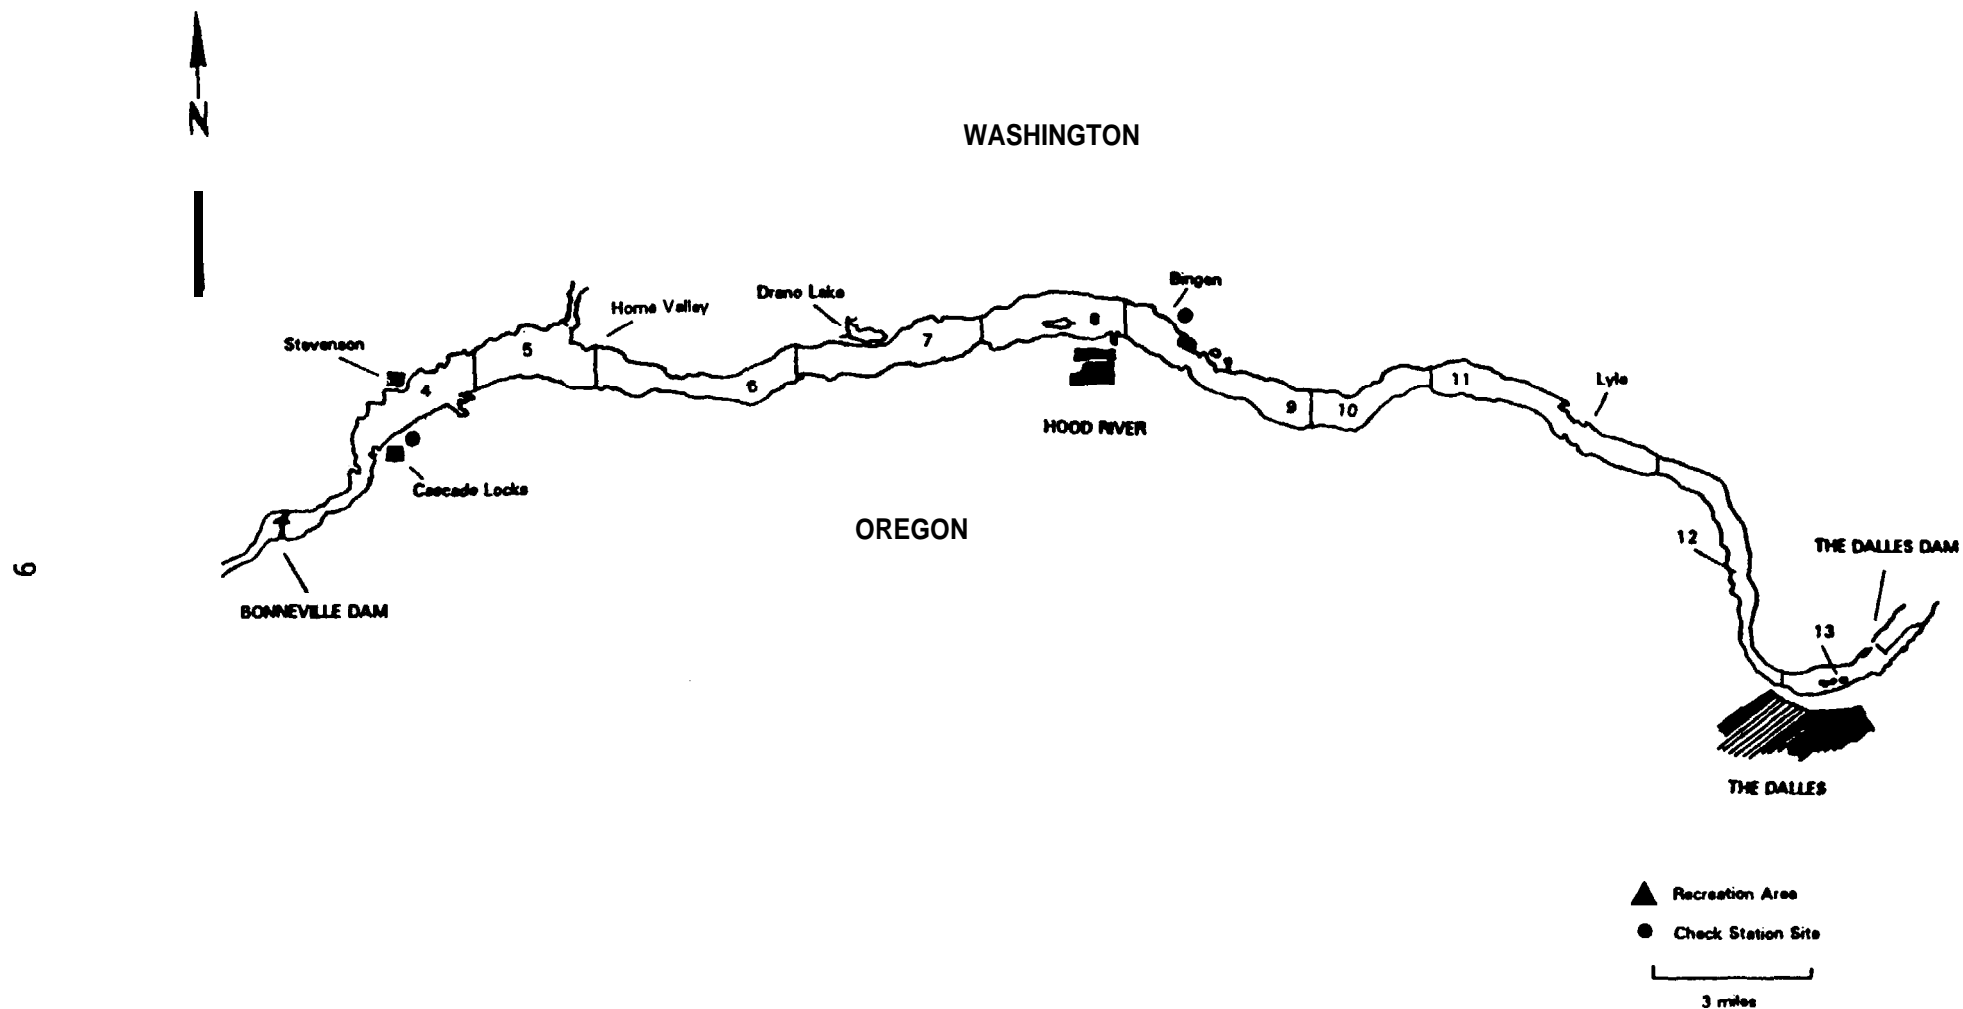 N
WASHINGTON
Bingen
Drano Lake
Home Valley
Stevenson
4
5
6
7
8
9
10
11
Lyle
HOOD RIVER
Cascade Locks
OREGON
12
THE DALLES DAM
6
BONNEVILLE DAM
13
THE DALLES
Recreation Area
Check Station Site
3 miles